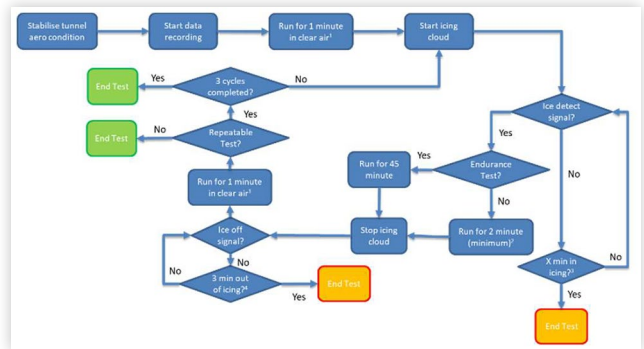 Stabilise tunnel
aero condition
Start data
recording
Run for 1 minute
in clear air¹
Start icing
cloud
Yes
3 cycles
completed?
No
End Test
Ice detect
signal?
End Test
No
Repeatable
Test?
Yes
Yes
Run for 45
minute
Endurance
Test?
No
Run for 1 minute
in clear air¹
No
Ice off
signal?
Stop icing
cloud
Run for 2 minute
(minimum)²
No
No
3 min out
of icing?⁴
Yes
End Test
X min in
icing?³
No
Yes
End Test